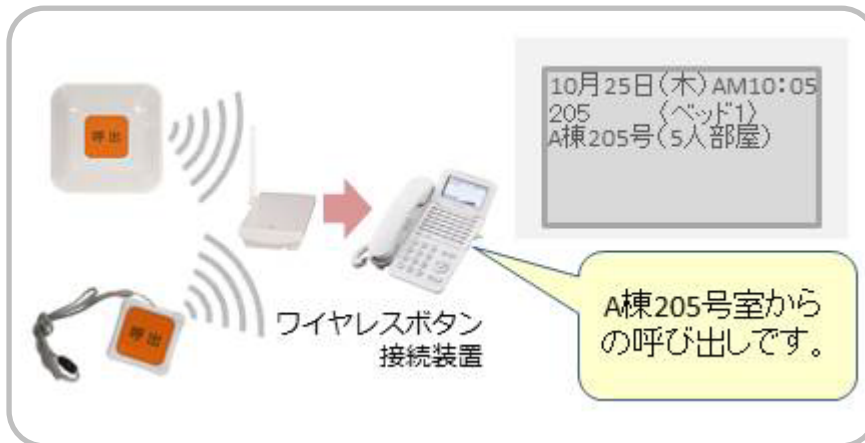 呼出
10月25日(木)AM10:05
205 〈ベッド1〉
A棟205号(5人部屋)
呼出
ワイヤレスボタン
接続装置
A棟205号室から
の呼び出しです。